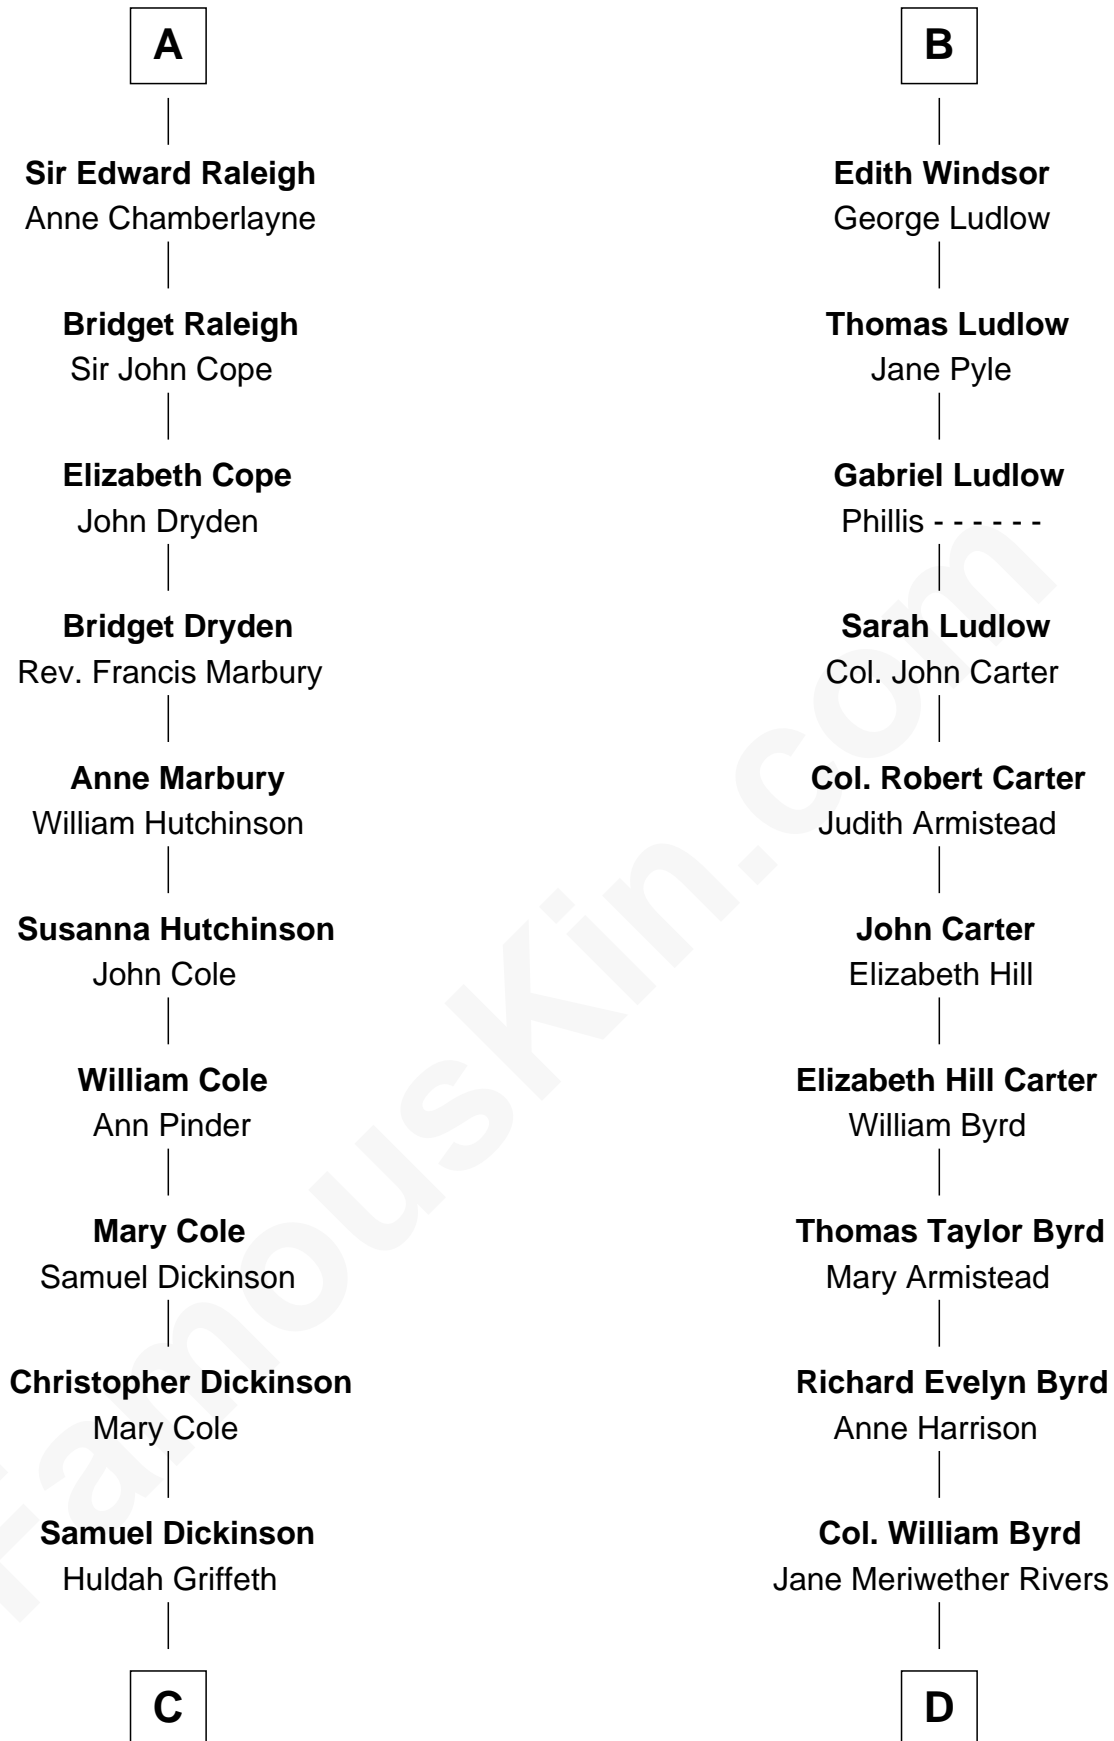 A
Sir Edward Raleigh
Anne Chamberlayne
Bridget Raleigh
Sir John Cope
Elizabeth Cope
John Dryden
Bridget Dryden
Rev. Francis Marbury
Anne Marbury
William Hutchinson
Susanna Hutchinson
John Cole
William Cole
Ann Pinder
Mary Cole
Samuel Dickinson
Christopher Dickinson
Mary Cole
Samuel Dickinson
Huldah Griffeth
C
B
Edith Windsor
George Ludlow
Thomas Ludlow
Jane Pyle
Gabriel Ludlow
Phillis - - - - - -
Sarah Ludlow
Col. John Carter
Col. Robert Carter
Judith Armistead
John Carter
Elizabeth Hill
Elizabeth Hill Carter
William Byrd
Thomas Taylor Byrd
Mary Armistead
Richard Evelyn Byrd
Anne Harrison
Col. William Byrd
Jane Meriwether Rivers
D
FamousKin.com